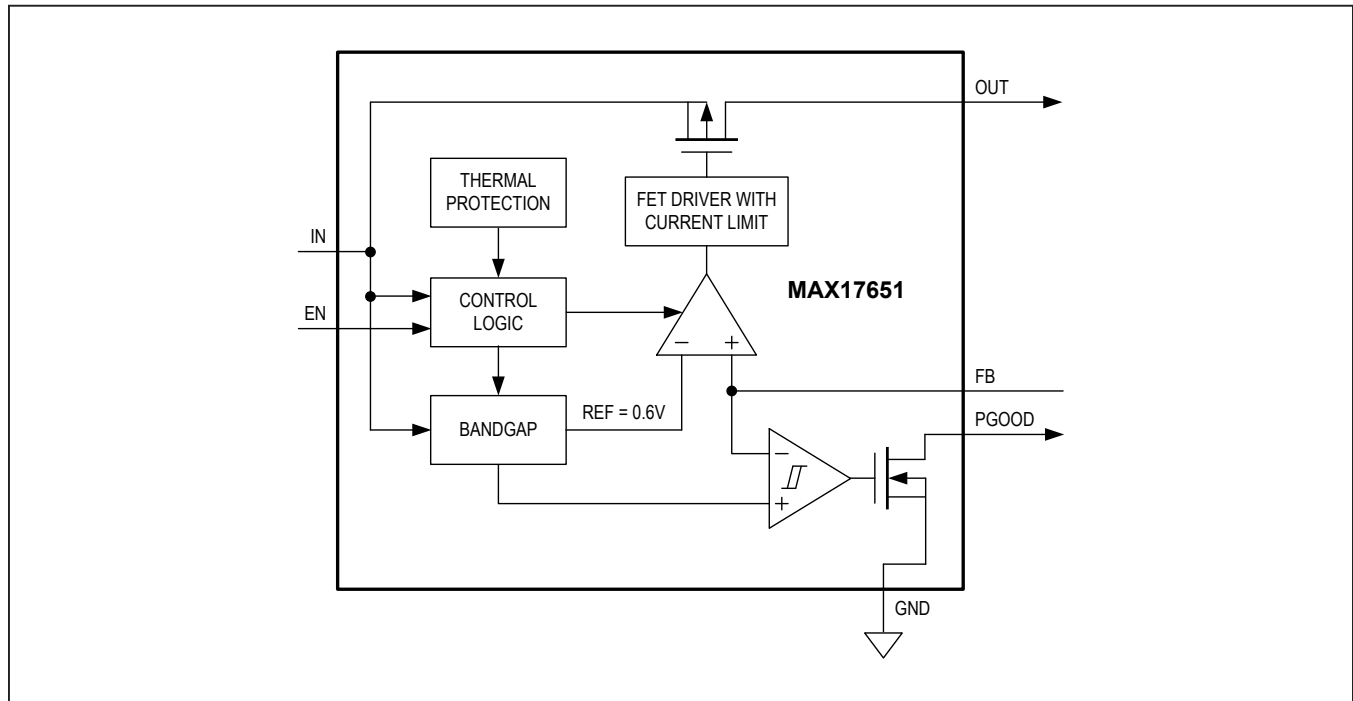 OUT
THERMAL
PROTECTION
FET DRIVER WITH
CURRENT LIMIT
IN
MAX17651
CONTROL
LOGIC
EN
−
+
FB
REF = 0.6V
PGOOD
BANDGAP
−
+
GND